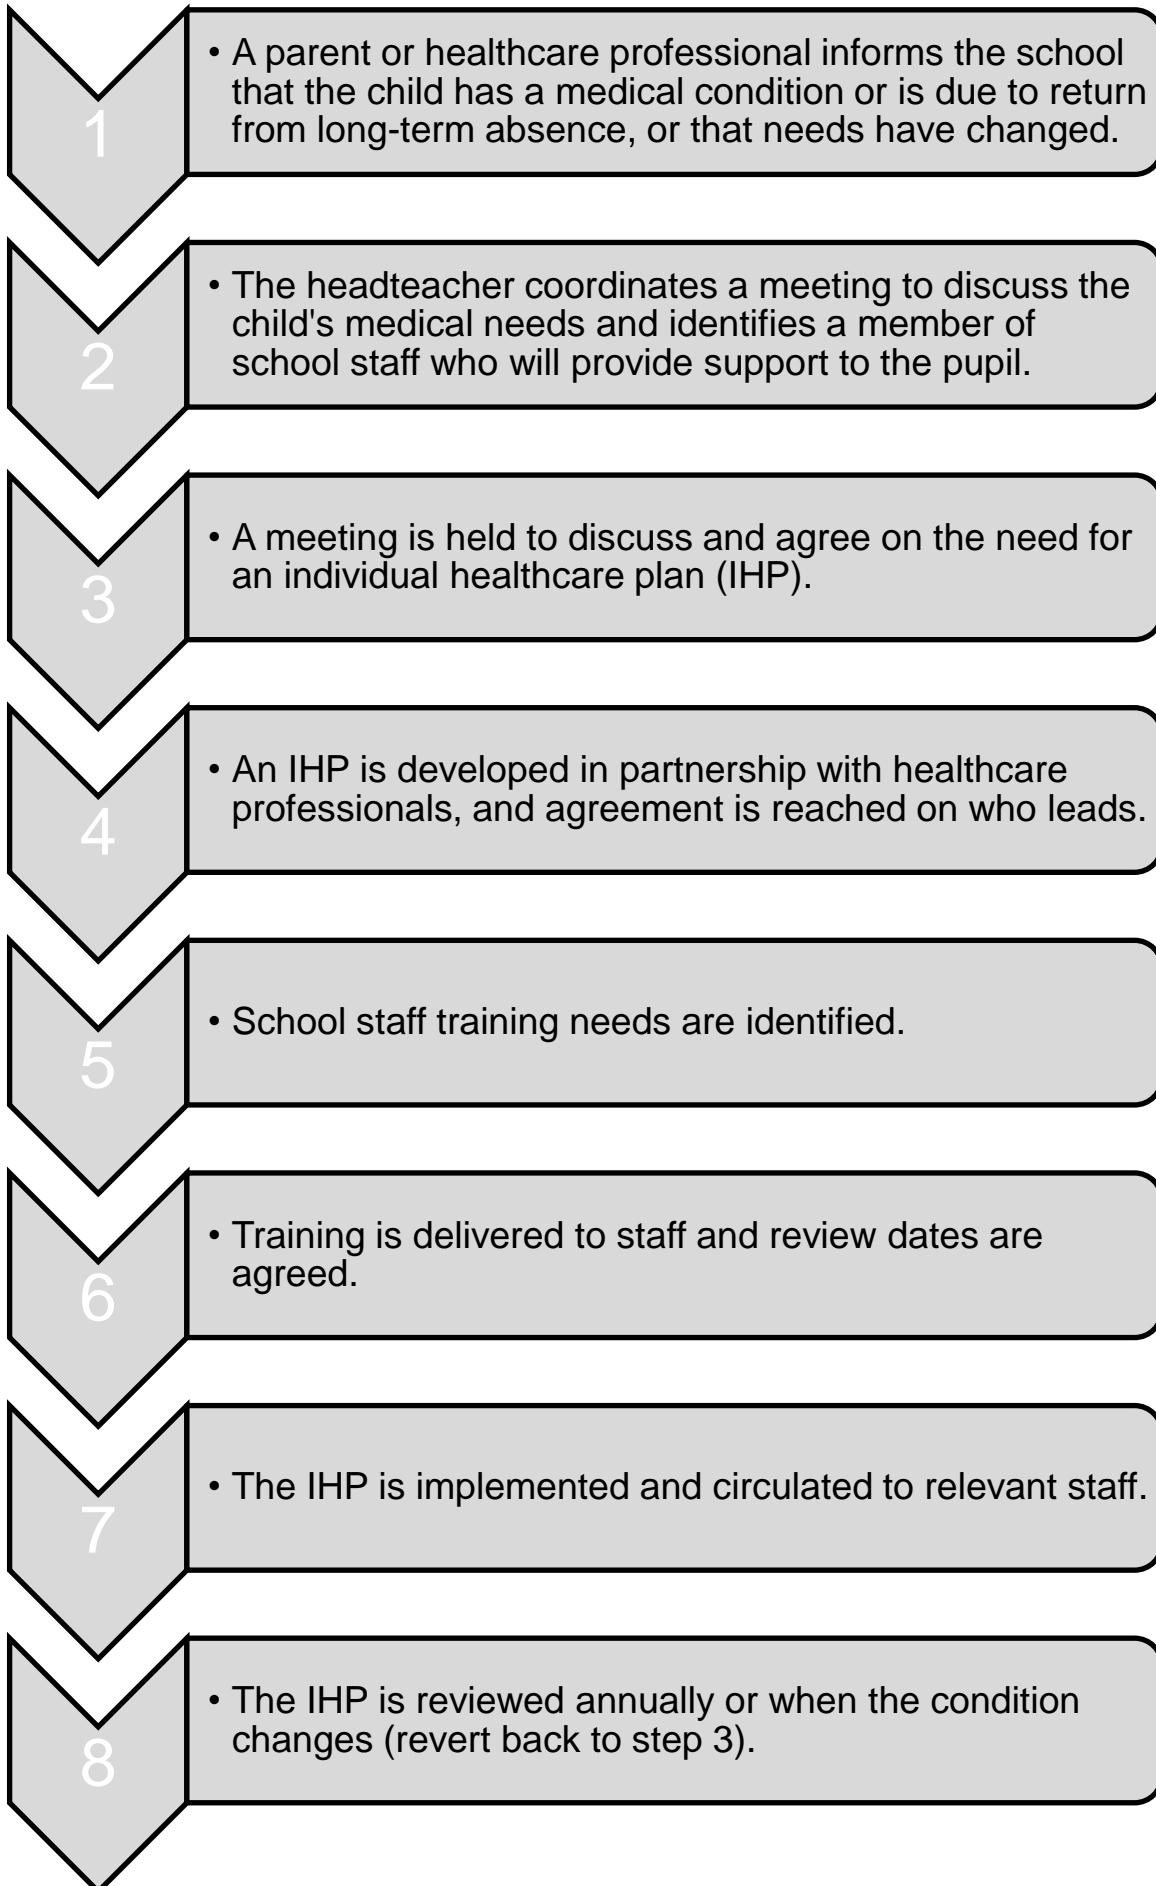 1
• A parent or healthcare professional informs the school
that the child has a medical condition or is due to return
from long-term absence, or that needs have changed.
2
• The headteacher coordinates a meeting to discuss the
child's medical needs and identifies a member of
school staff who will provide support to the pupil.
3
• A meeting is held to discuss and agree on the need for
an individual healthcare plan (IHP).
4
• An IHP is developed in partnership with healthcare
professionals, and agreement is reached on who leads.
5
• School staff training needs are identified.
6
• Training is delivered to staff and review dates are
agreed.
7
• The IHP is implemented and circulated to relevant staff.
8
• The IHP is reviewed annually or when the condition
changes (revert back to step 3).